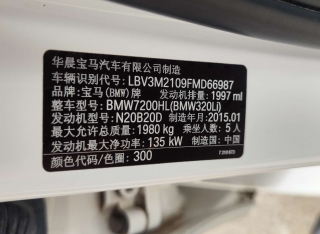 华晨宝马汽车有限公司制造
车辆识别代号: LBV3M2109FMD66987
品牌: 宝马(BMW)牌 发动机排量: 1997 ml
整车型号: BMW7200HL(BMW320Li)
发动机型号: N20B20D 制造年月: 2015.01
最大允许总质量: 1980 kg 乘坐人数: 5 人
发动机最大净功率: 135 kW 制造国: 中国
颜色代码/色圈: 300